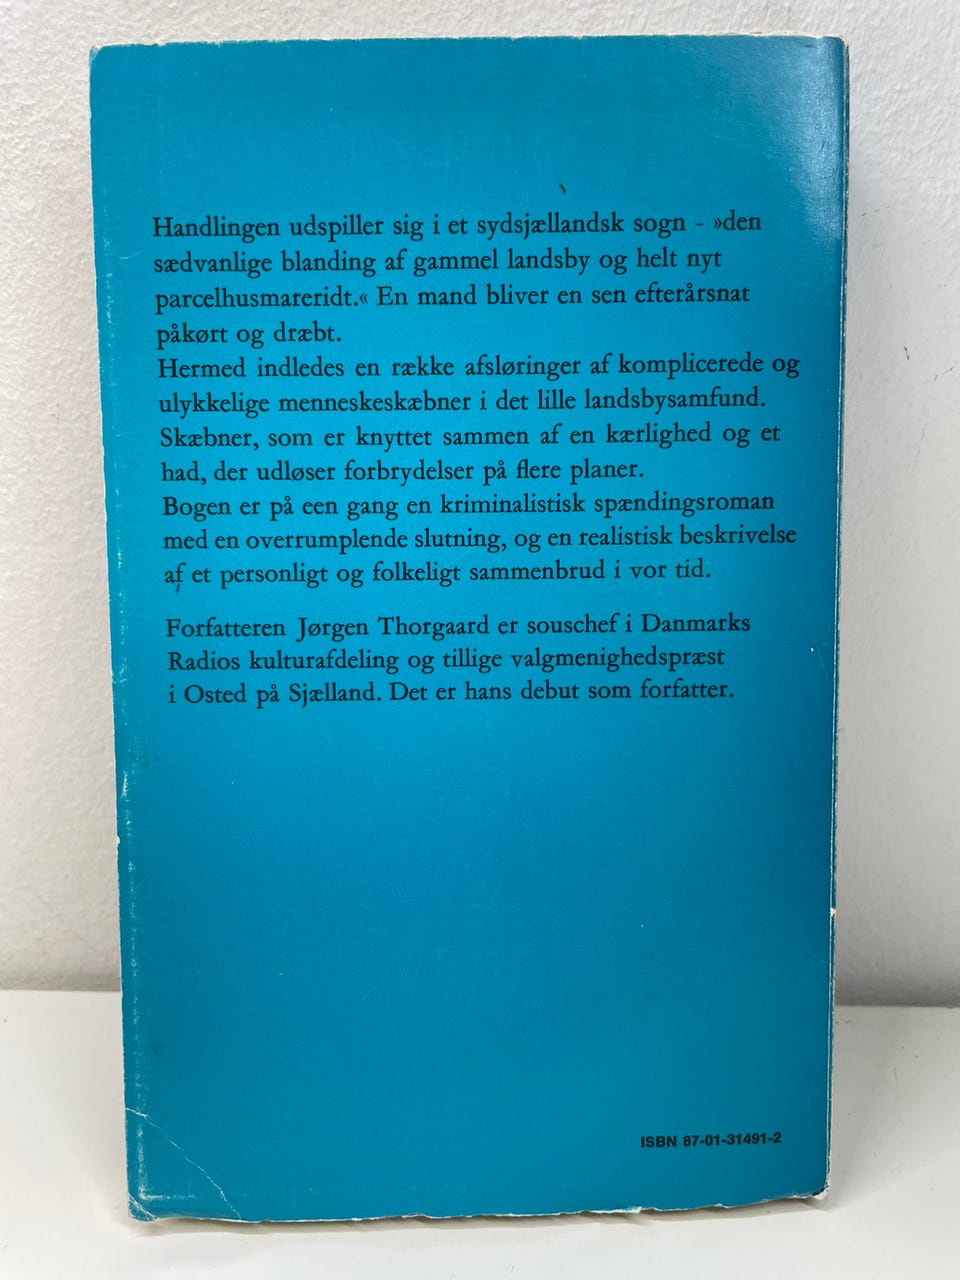 Handlingen udspiller sig i et sydsjællandsk sogn - »den
sædvanlige blanding af gammel landsby og helt nyt
parcelhusmareridt.« En mand bliver en sen efterårsnat
påkørt og dræbt.
Hermed indledes en række afsløringer af komplicerede og
ulykkelige menneskeskæbner i det lille landsbysamfund.
Skæbner, som er knyttet sammen af en kærlighed og et
had, der udløser forbrydelser på flere planer.
Bogen er på een gang en kriminalistisk spændingsroman
med en overrumplende slutning, og en realistisk beskrivelse
af et personligt og folkeligt sammenbrud i vor tid.
Forfatteren Jørgen Thorgaard er souschef i Danmarks
Radios kulturafdeling og tillige valgmenighedspræst
i Osted på Sjælland. Det er hans debut som forfatter.
ISBN 87-01-31491-2